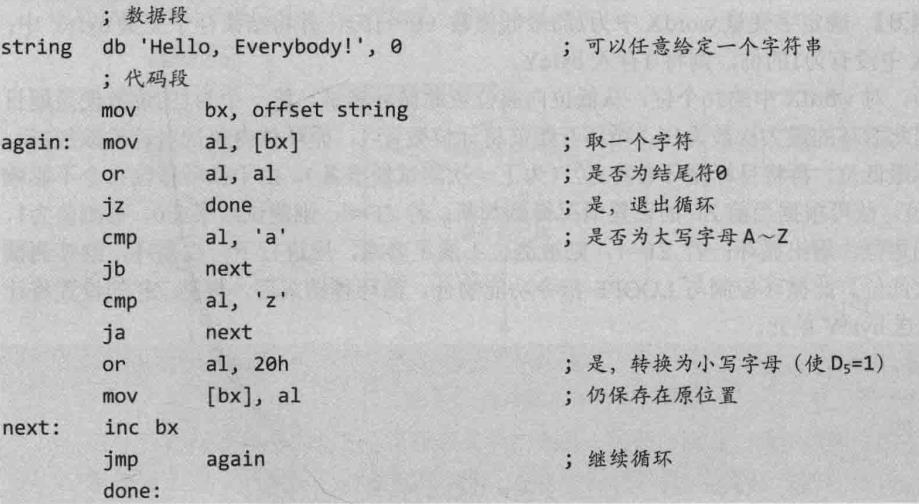 ; 数据段
string db 'Hello, Everybody!', 0 ; 可以任意给定一个字符串
; 代码段
mov bx, offset string
again: mov al, [bx] ; 取一个字符
or al, al ; 是否为结尾符0
jz done ; 是，退出循环
cmp al, 'a' ; 是否为大写字母A～Z
jb next
cmp al, 'z'
ja next
or al, 20h ; 是，转换为小写字母（使D₅=1）
mov [bx], al ; 仍保存在原位置
next: inc bx
jmp again ; 继续循环
done: